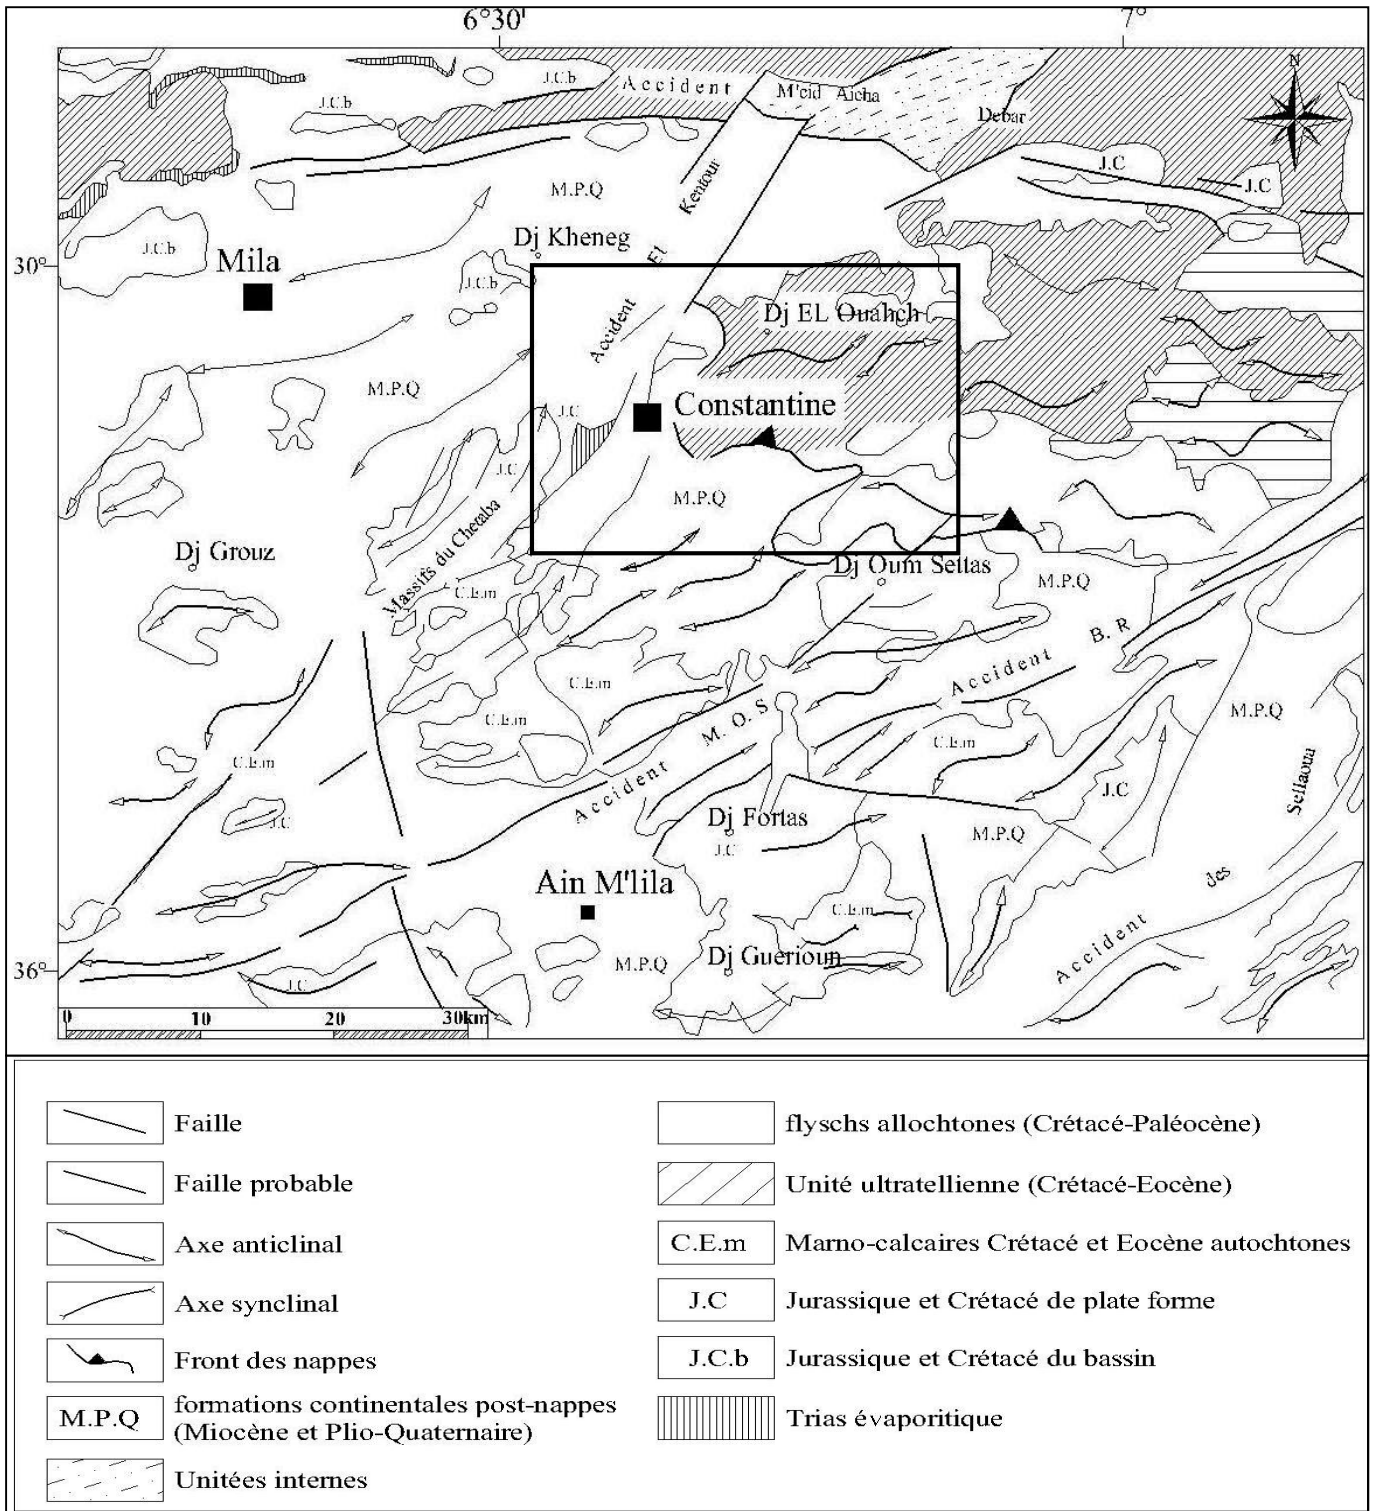 6°30'
7°
N
J.C.b
Accident
M'cid Aicha
J.C.b
Debar
J.C
J.C
M.P.Q
Kentour
J.C.b
Dj Kheneg
El
30°
Mila
J.C.b
Dj EL Ouahch
Accident
M.P.Q
Constantine
J.C
J.C
M.P.Q
Massifs du Chetaba
Dj Grouz
Dj Oum Settas
M.P.Q
C.E.m
B. R
Accident
C.E.m
M.P.Q
C.E.m
M. O. S
C.E.m
C.E.m
Accident
J.C
Sellaoua
J.C
Dj Fortas
M.P.Q
J.C
des
Ain M'lila
C.E.m
Accident
36°
M.P.Q
Dj Guerioun
J.C
0 10 20 30km
Faille
Faille probable
Axe anticlinal
Axe synclinal
Front des nappes
M.P.Q formations continentales post-nappes
(Miocène et Plio-Quaternaire)
Unitées internes
flyschs allochtones (Crétacé-Paléocène)
Unité ultratellienne (Crétacé-Eocène)
C.E.m Marno-calcaires Crétacé et Eocène autochtones
J.C Jurassique et Crétacé de plate forme
J.C.b Jurassique et Crétacé du bassin
Trias évaporitique